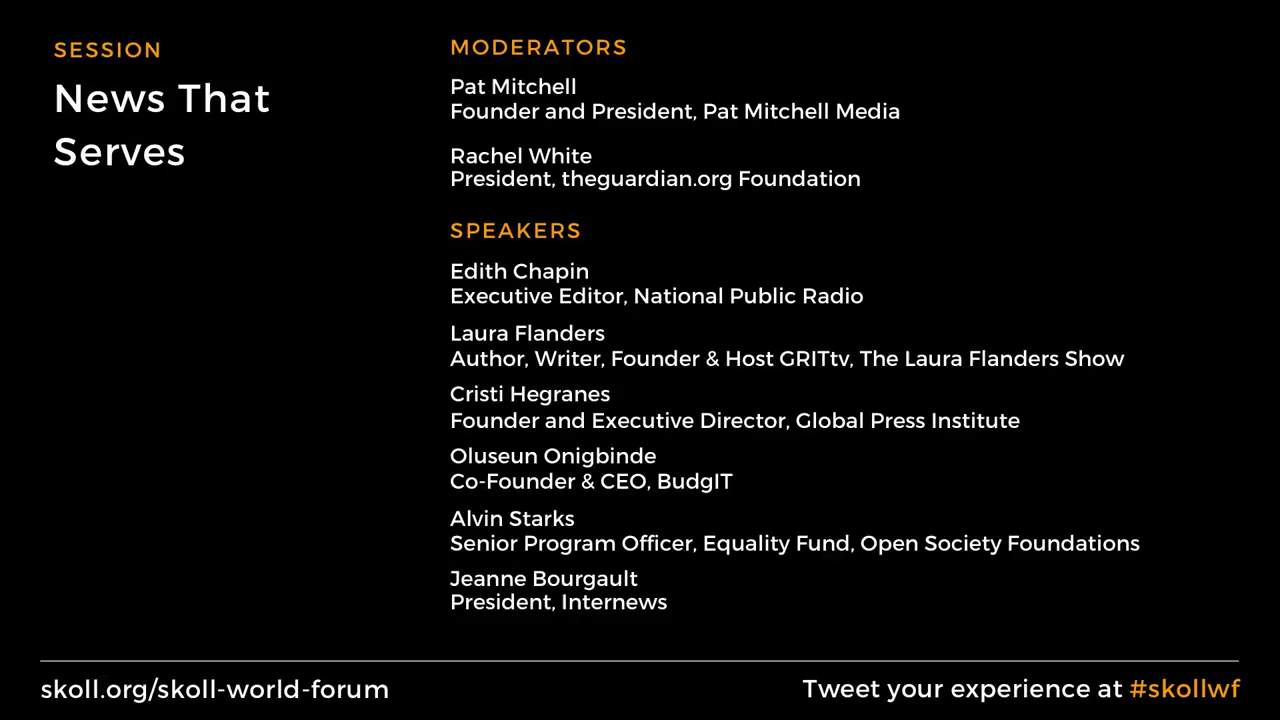 SESSION
News That
Serves
MODERATORS
Pat Mitchell
Founder and President, Pat Mitchell Media
Rachel White
President, theguardian.org Foundation
SPEAKERS
Edith Chapin
Executive Editor, National Public Radio
Laura Flanders
Author, Writer, Founder & Host GRITtv, The Laura Flanders Show
Cristi Hegranes
Founder and Executive Director, Global Press Institute
Oluseun Onigbinde
Co-Founder & CEO, BudgIT
Alvin Starks
Senior Program Officer, Equality Fund, Open Society Foundations
Jeanne Bourgault
President, Internews
skoll.org/skoll-world-forum
Tweet your experience at #skollwf